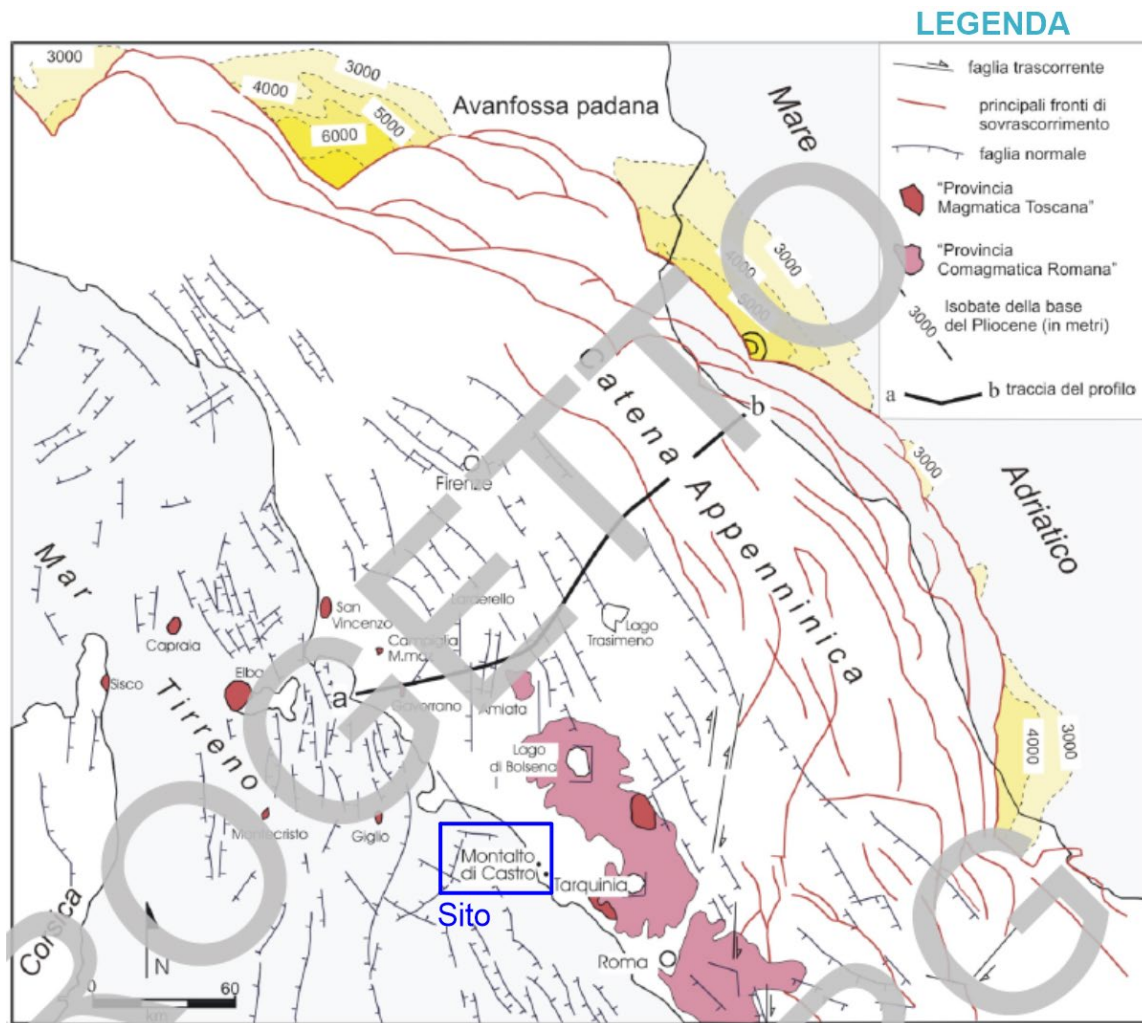 LEGENDA
faglia trascorrente
principali fronti di
sovrascorrimento
faglia normale
"Provincia
Magmatica Toscana"
"Provincia
Comagmatica Romana"
3000
Isobate della base
del Pliocene (in metri)
a
b traccia del profilo
3000
3000
4000
5000
6000
Avanfossa padana
Mare
3000
4000
5000
Catena Appenninica
b
3000
Adriatico
Firenze
Mar Tirreno
Larderello
San
Vincenzo
Lago
Trasimeno
Capraia
Campiglia
M.ma
Sisco
Elba
a
Gavorrano
Amiata
Lago
di Bolsena
4000
3000
Montecristo
Giglio
Montalto
di Castro
Tarquinia
Sito
Corsica
N
Roma
0
60
km
PROGETTO
G